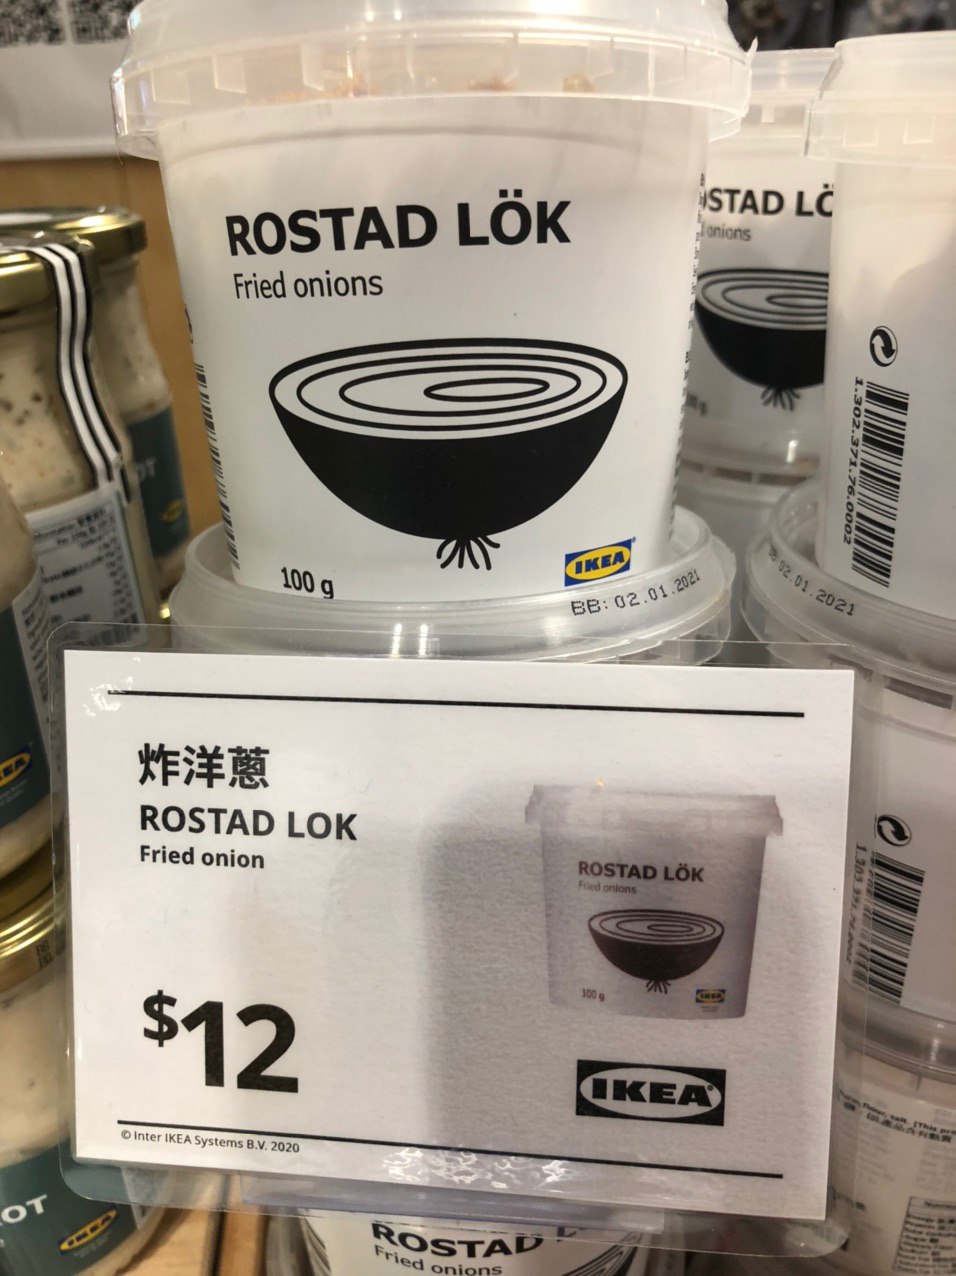 ROSTAD LÖK
Fried onions
100 g
IKEA
BB: 02.01.2021
STAD LÖ
onions
1.302.371.76.0002
02.01.2021
炸洋蔥
ROSTAD LOK
Fried onion
$12
ROSTAD LÖK
Fried onions
100 g
IKEA
IKEA
© Inter IKEA Systems B.V. 2020
OT
IKEA
ROSTAD
Fried onions